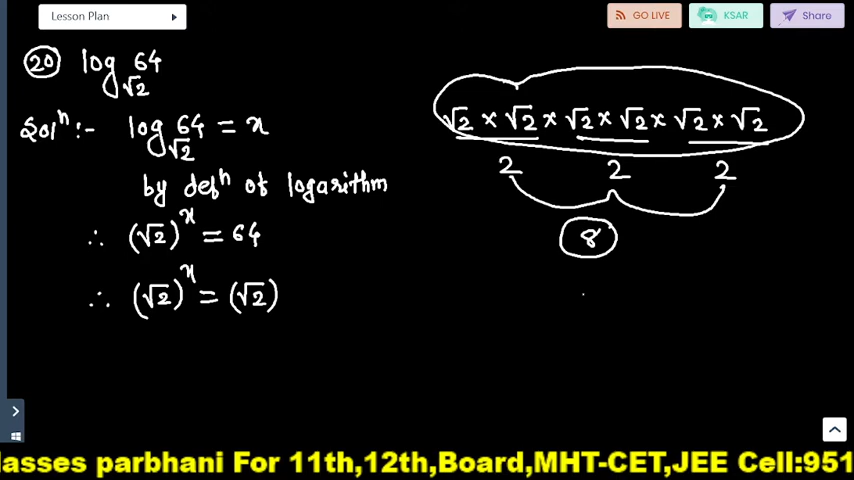 Lesson Plan
GO LIVE
KSAR
Share
20 log√2 64
Solⁿ :- log√2 64 = x
by defⁿ of logarithm
∴ (√2)ˣ = 64
∴ (√2)ˣ = (√2)
√2 × √2 × √2 × √2 × √2 × √2
2 2 2
8
lasses parbhani For 11th,12th,Board,MHT-CET,JEE Cell:951